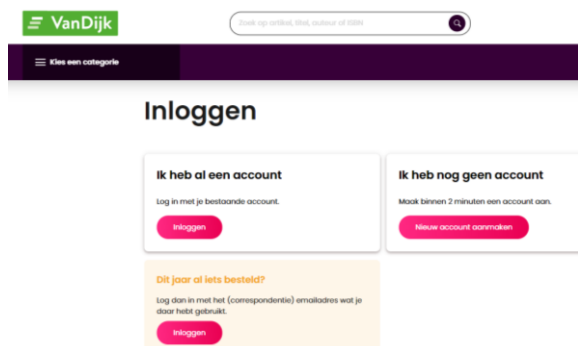 VanDijk
Zoek op artikel, titel, auteur of ISBN
Kies een categorie
Inloggen
Ik heb al een account
Log in met je bestaande account.
Inloggen
Ik heb nog geen account
Maak binnen 2 minuten een account aan.
Nieuw account aanmaken
Dit jaar al iets besteld?
Log dan in met het (correspondentie) emailadres wat je
daar hebt gebruikt.
Inloggen